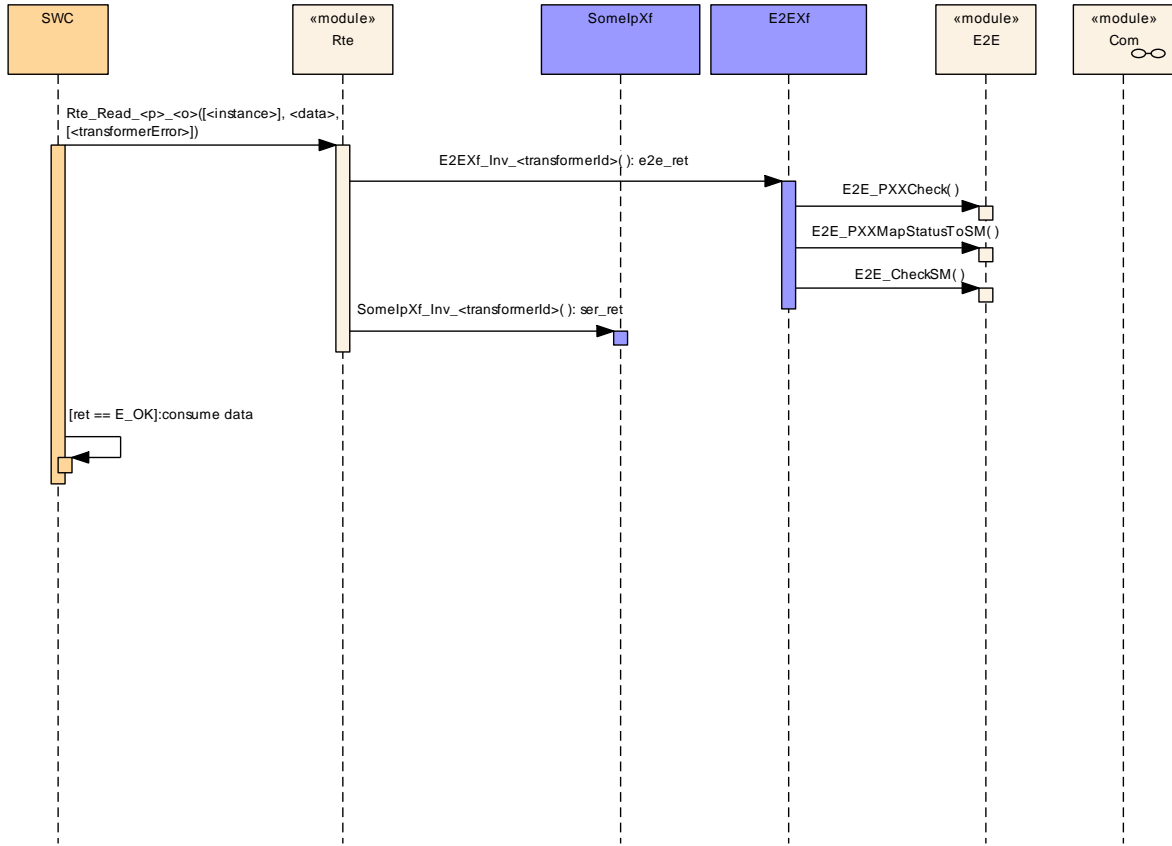 SWC
«module»
Rte
SomeIpXf
E2EXf
«module»
E2E
«module»
Com
Rte_Read_<p>_<o>([<instance>], <data>,
[<transformerError>])
E2EXf_Inv_<transformerId>( ): e2e_ret
E2E_PXXCheck( )
E2E_PXXMapStatusToSM( )
E2E_CheckSM( )
SomeIpXf_Inv_<transformerId>( ): ser_ret
[ret == E_OK]:consume data